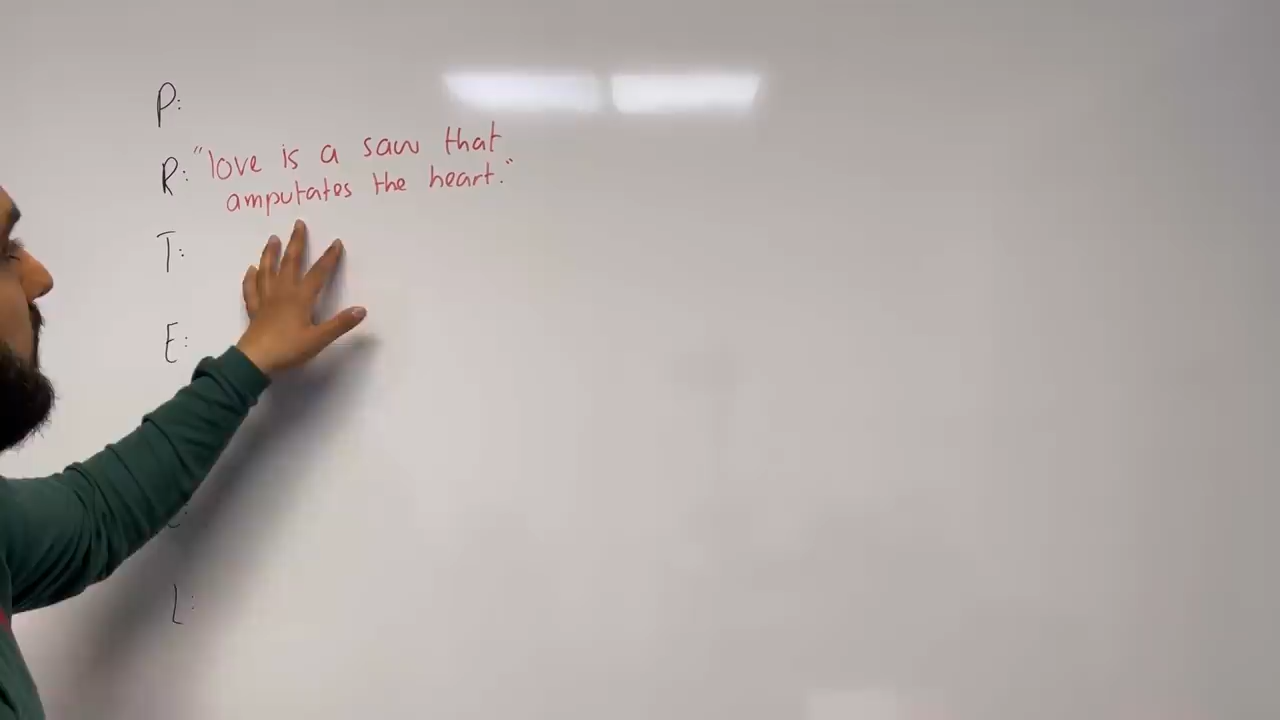 P:
R: "love is a saw that
amputates the heart."
T:
E:
L: